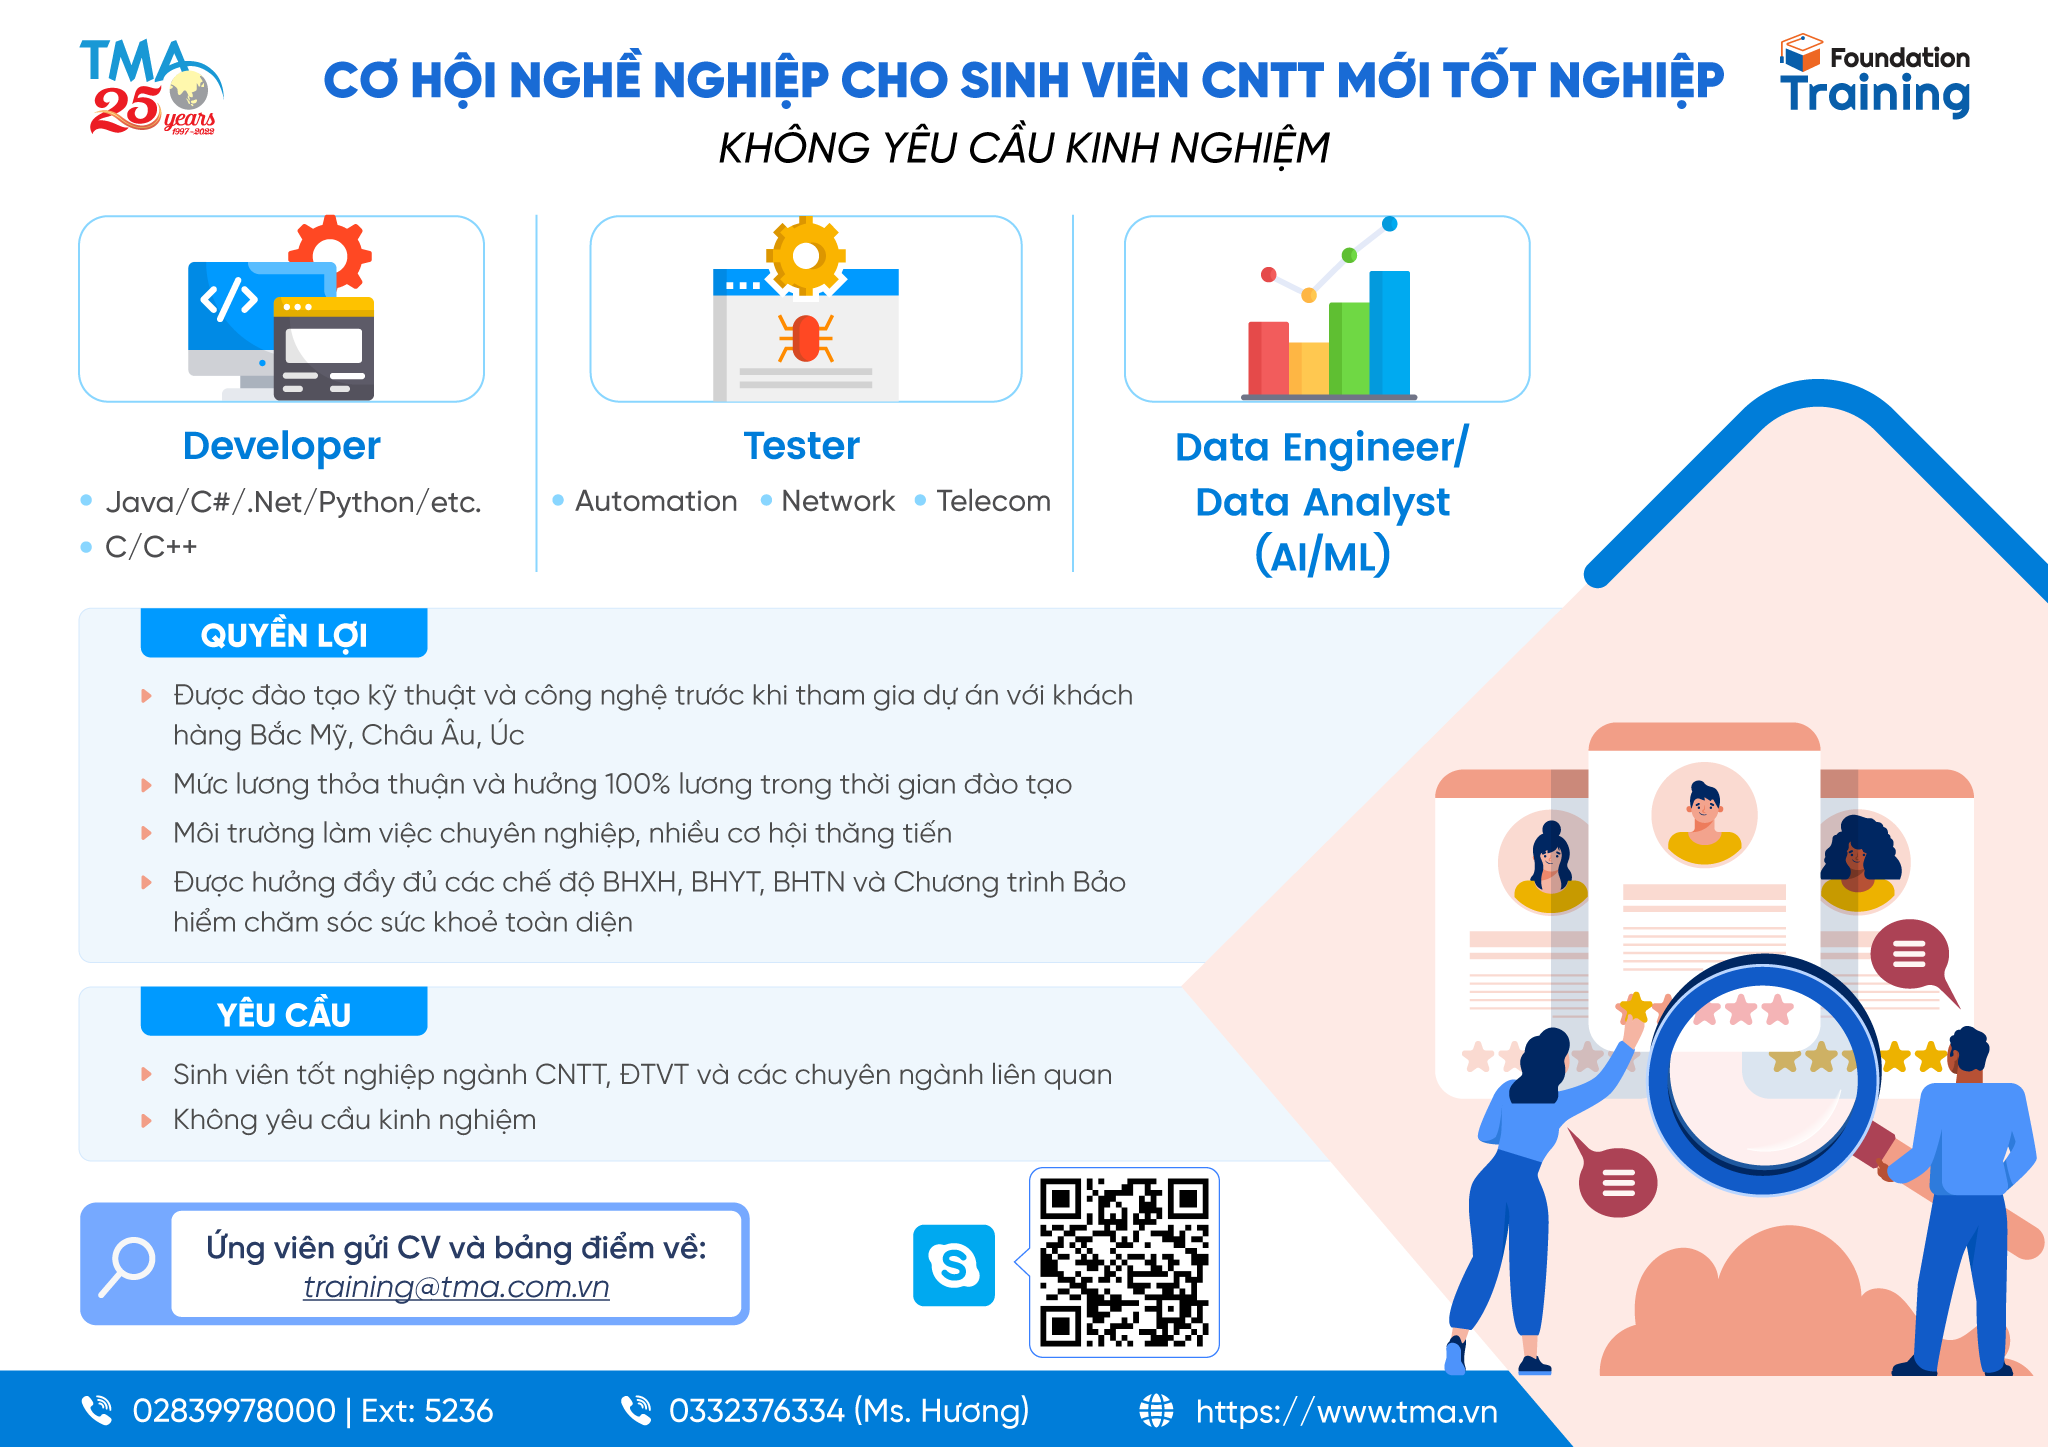 TMA
25 years
1997-2022
CƠ HỘI NGHỀ NGHIỆP CHO SINH VIÊN CNTT MỚI TỐT NGHIỆP
KHÔNG YÊU CẦU KINH NGHIỆM
Foundation
Training
Developer
Java/C#/.Net/Python/etc.
C/C++
Tester
Automation
Network
Telecom
Data Engineer/
Data Analyst
(AI/ML)
QUYỀN LỢI
Được đào tạo kỹ thuật và công nghệ trước khi tham gia dự án với khách
hàng Bắc Mỹ, Châu Âu, Úc
Mức lương thỏa thuận và hưởng 100% lương trong thời gian đào tạo
Môi trường làm việc chuyên nghiệp, nhiều cơ hội thăng tiến
Được hưởng đầy đủ các chế độ BHXH, BHYT, BHTN và Chương trình Bảo
hiểm chăm sóc sức khoẻ toàn diện
YÊU CẦU
Sinh viên tốt nghiệp ngành CNTT, ĐTVT và các chuyên ngành liên quan
Không yêu cầu kinh nghiệm
Ứng viên gửi CV và bảng điểm về:
training@tma.com.vn
02839978000 | Ext: 5236
0332376334 (Ms. Hương)
https://www.tma.vn